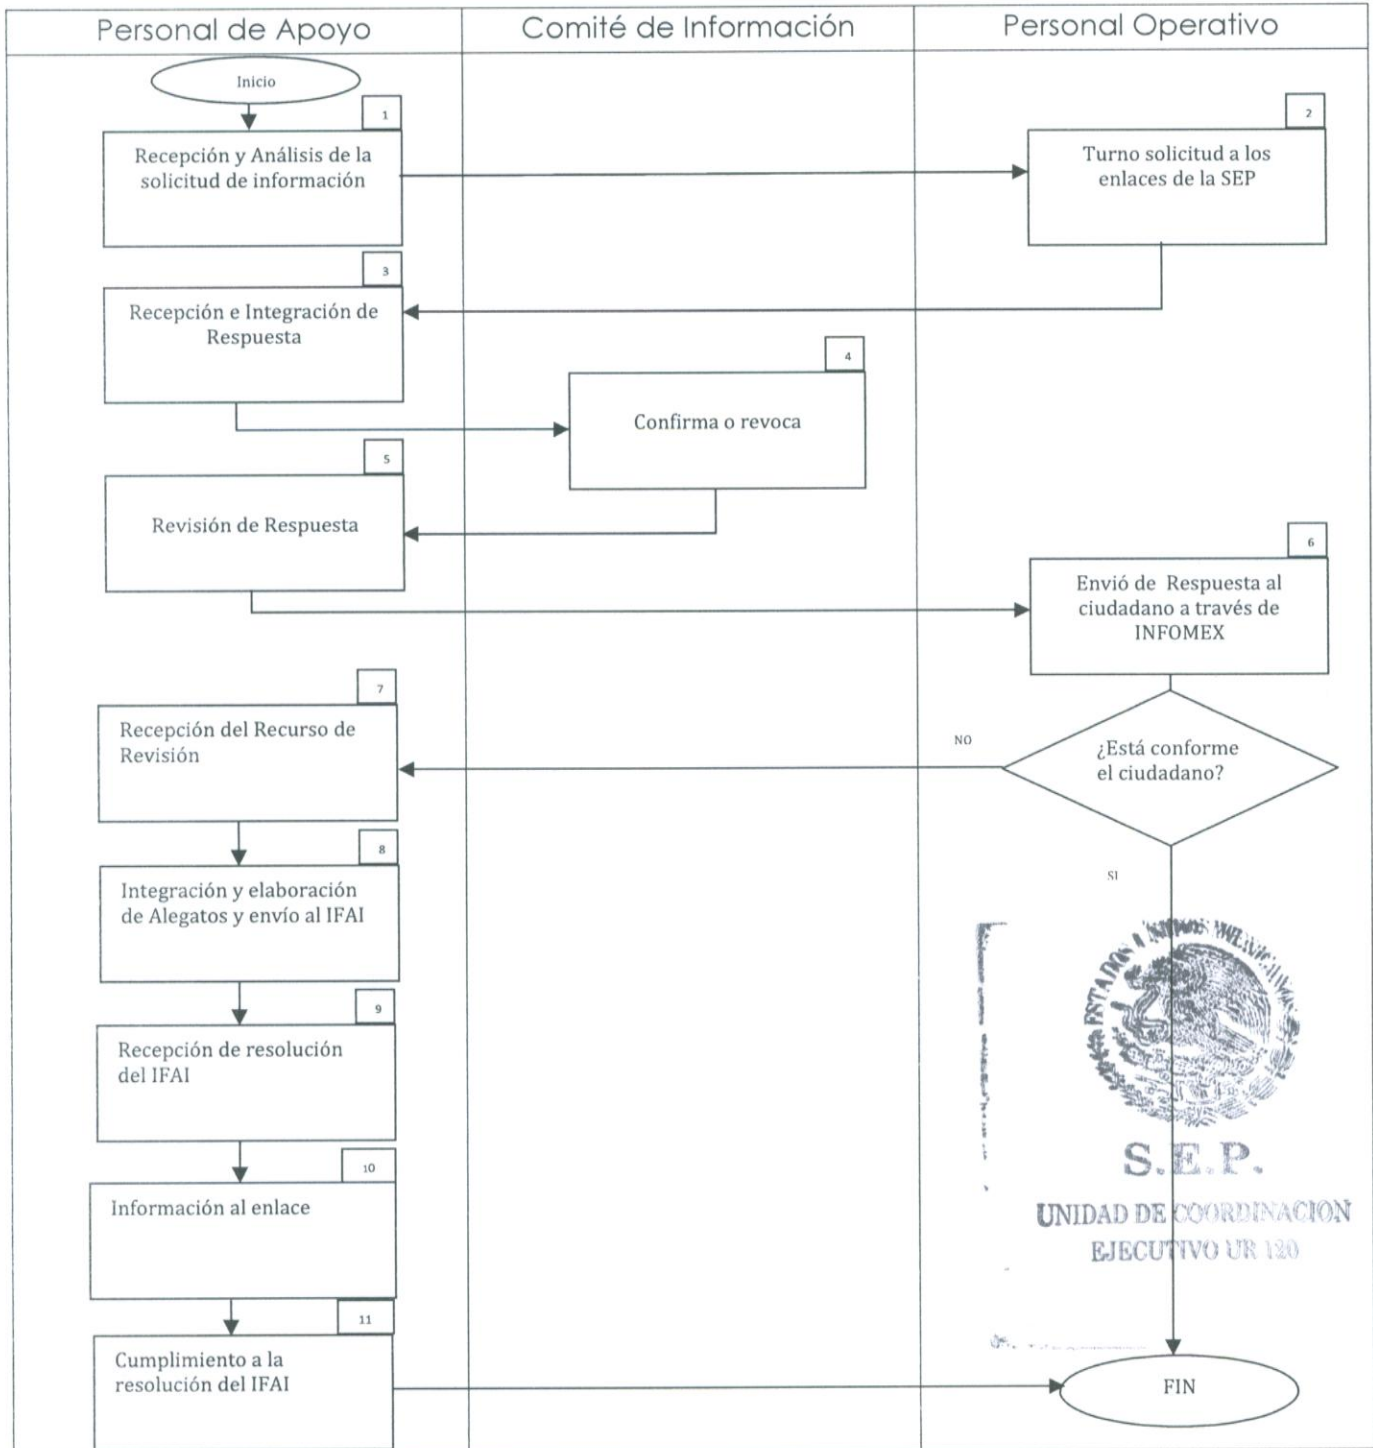 Personal de Apoyo
Comité de Información
Personal Operativo
Inicio
1
Recepción y Análisis de la
solicitud de información
2
Turno solicitud a los
enlaces de la SEP
3
Recepción e Integración de
Respuesta
4
Confirma o revoca
5
Revisión de Respuesta
6
Envió de Respuesta al
ciudadano a través de
INFOMEX
7
Recepción del Recurso de
Revisión
NO
¿Está conforme
el ciudadano?
SI
8
Integración y elaboración
de Alegatos y envío al IFAI
9
Recepción de resolución
del IFAI
10
Información al enlace
11
Cumplimiento a la
resolución del IFAI
FIN
ESTADOS UNIDOS MEXICANOS
S.E.P.
UNIDAD DE COORDINACION
EJECUTIVO UR 120